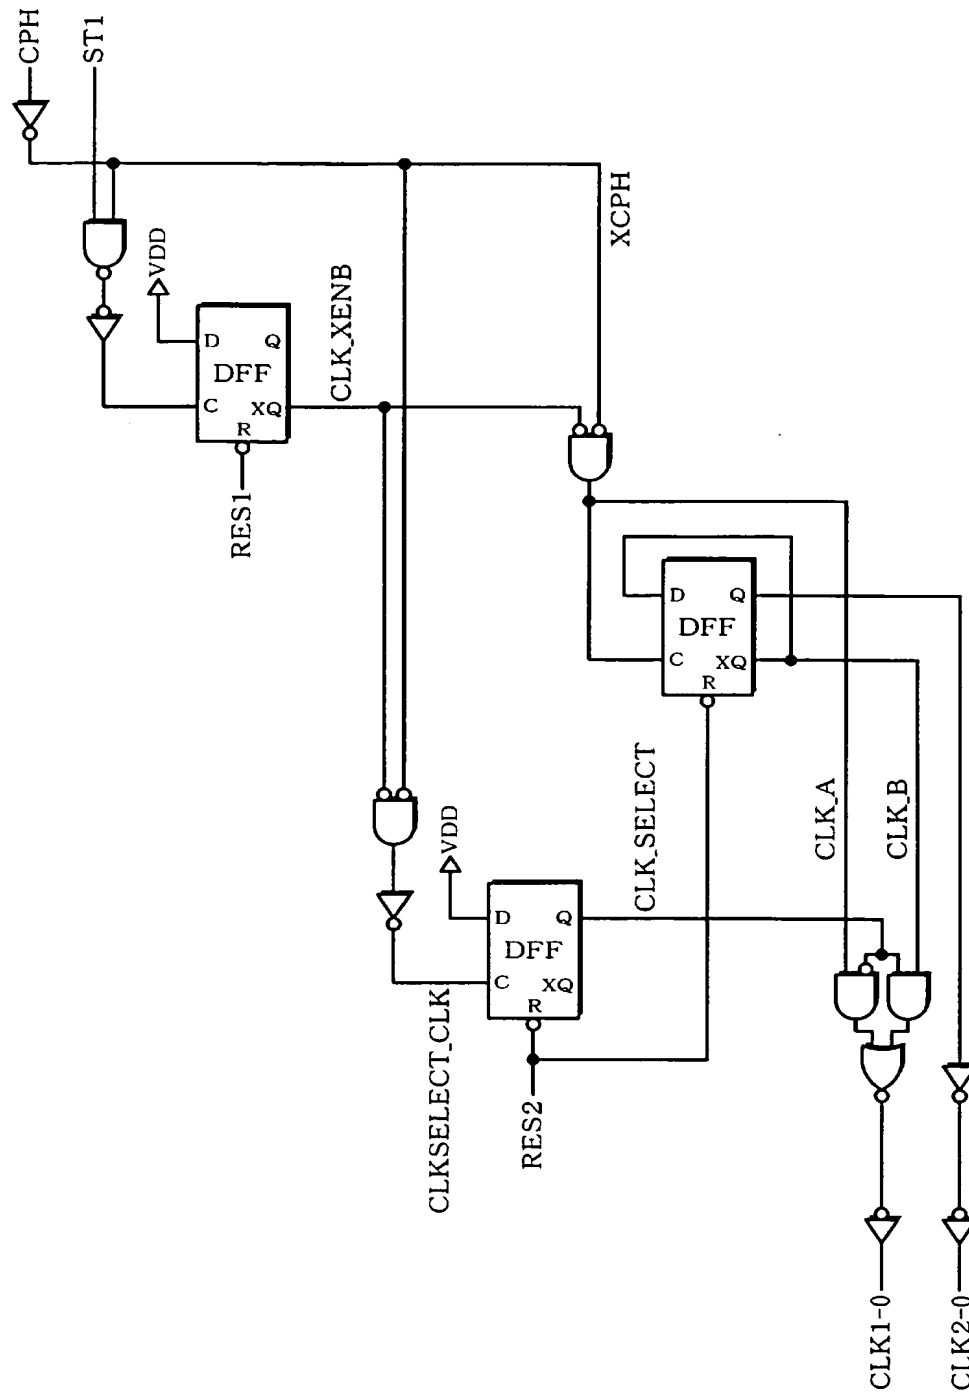 CPH
ST1
XCPH
VDD
CLK_XENB
D
Q
DFF
C
XQ
R
RES1
D
Q
DFF
C
XQ
R
CLK_SELECT
CLK_A
CLK_B
VDD
D
Q
DFF
C
XQ
R
CLKSELECT_CLK
RES2
CLK1-0
CLK2-0